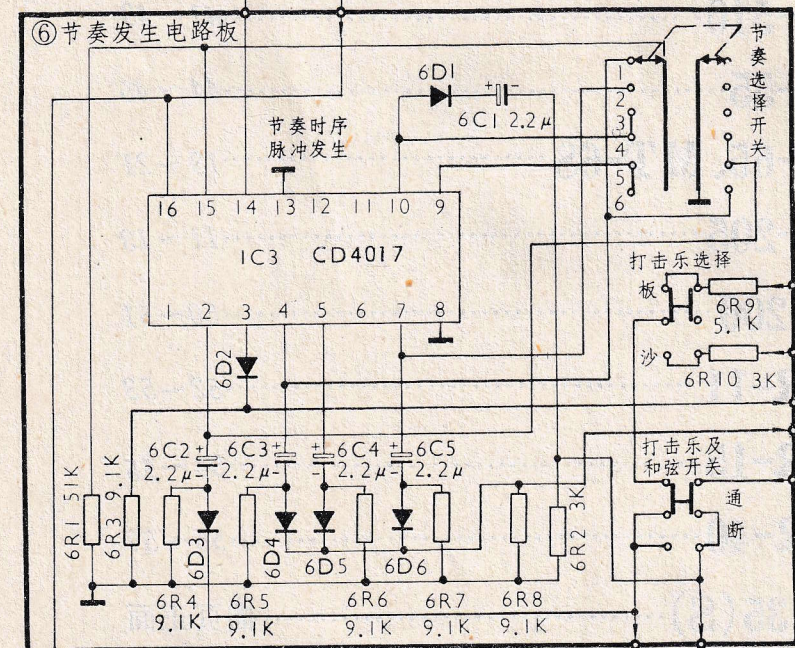 ⑥节奏发生电路板
节奏选择开关
6D1
+ -
6C1 2.2μ
节奏时序
脉冲发生
1
2
3
4
5
6
16 15 14 13 12 11 10 9
IC3 CD4017
1 2 3 4 5 6 7 8
打击乐选择
板
6R9
5.1K
沙
6R10 3K
6D2
打击乐及
和弦开关
通
断
6C2
2.2μ
6C3
2.2μ
6C4
2.2μ
6C5
2.2μ
6R1 51K
6R3 9.1K
6D3
6D4
6D5
6D6
6R2 3K
6R4
9.1K
6R5
9.1K
6R6
9.1K
6R7
9.1K
6R8
9.1K